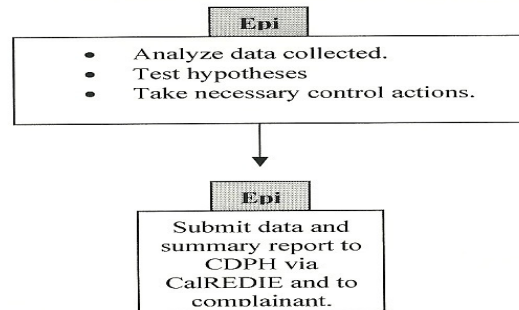 Epi
• Analyze data collected.
• Test hypotheses
• Take necessary control actions.
Epi
Submit data and
summary report to
CDPH via
CalREDIE and to
complainant.